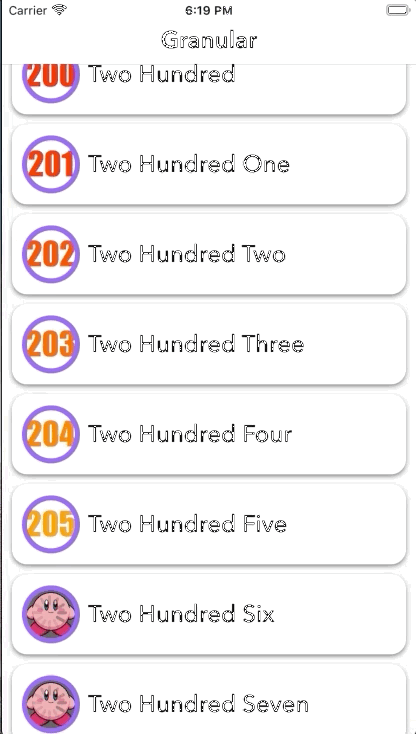 Carrier 6:19 PM
Granular
200 Two Hundred
201 Two Hundred One
202 Two Hundred Two
203 Two Hundred Three
204 Two Hundred Four
205 Two Hundred Five
Two Hundred Six
Two Hundred Seven